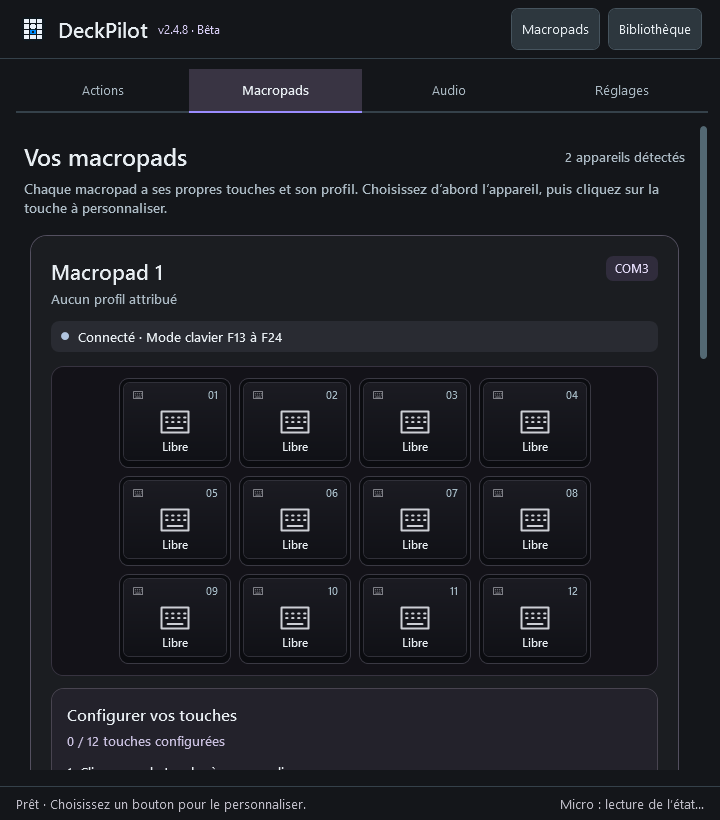 DeckPilot v2.4.8 · Bêta
Macropads Bibliothèque
Actions Macropads Audio Réglages
Vos macropads 2 appareils détectés
Chaque macropad a ses propres touches et son profil. Choisissez d’abord l’appareil, puis cliquez sur la
touche à personnaliser.
Macropad 1 COM3
Aucun profil attribué
Connecté · Mode clavier F13 à F24
01 02 03 04
Libre Libre Libre Libre
05 06 07 08
Libre Libre Libre Libre
09 10 11 12
Libre Libre Libre Libre
Configurer vos touches
0 / 12 touches configurées
Prêt · Choisissez un bouton pour le personnaliser. Micro : lecture de l’état...